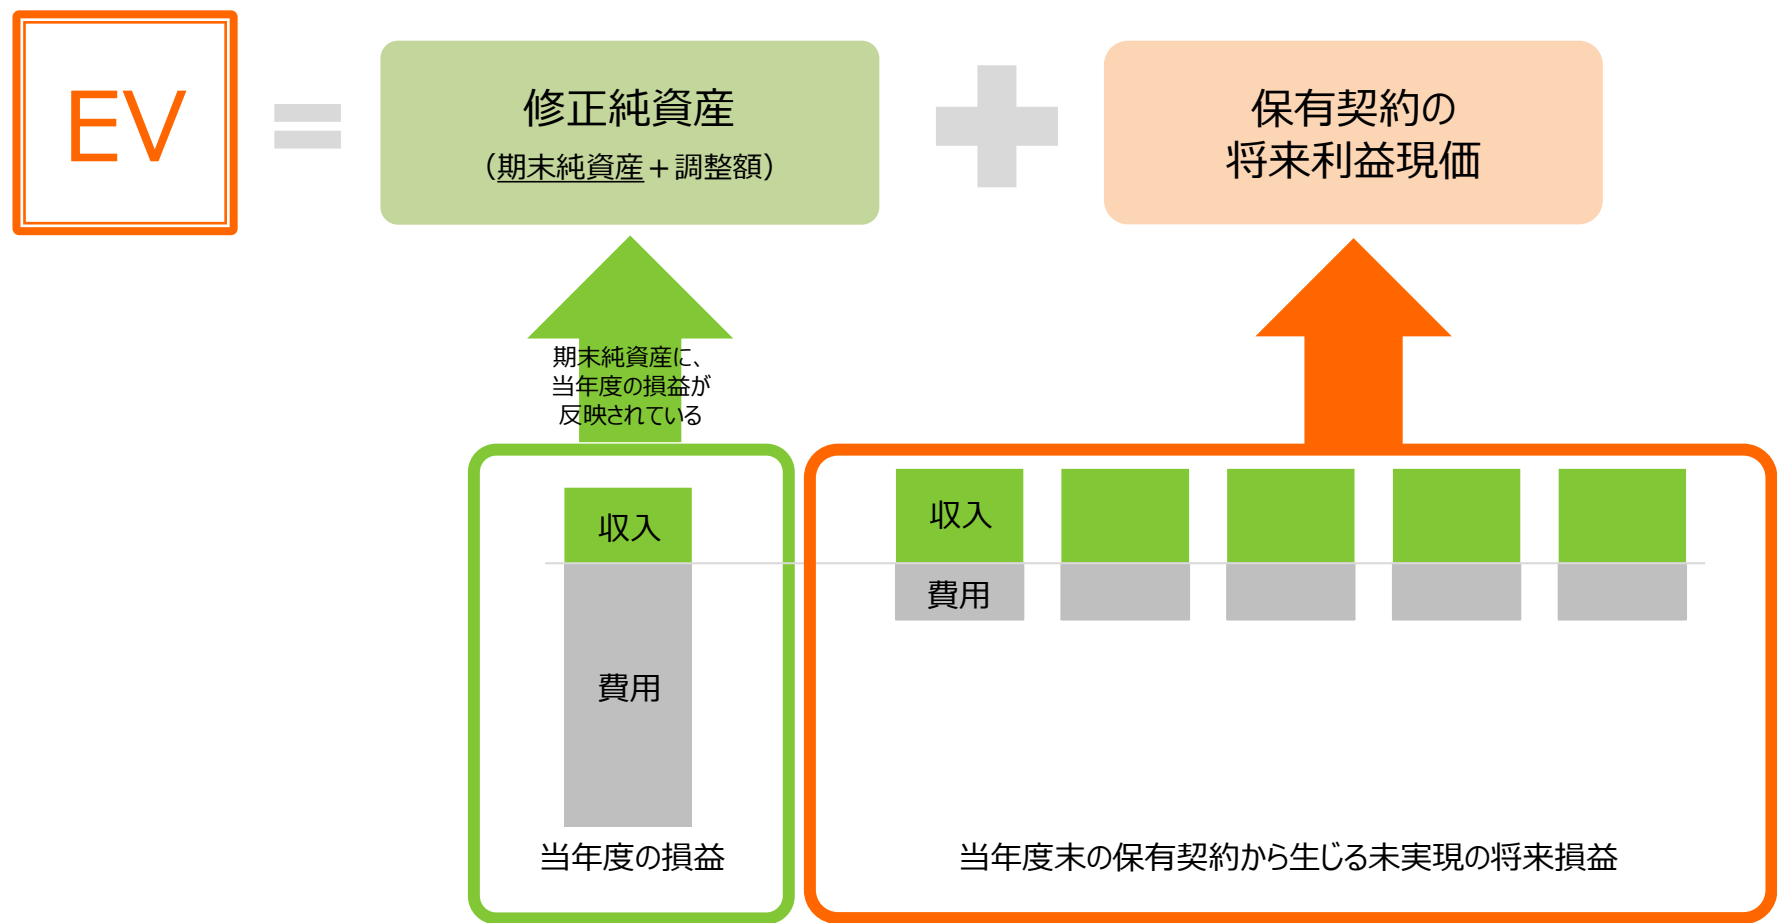 EV
=
修正純資産
（期末純資産＋調整額）
+
保有契約の
将来利益現価
期末純資産に、
当年度の損益が
反映されている
収入
費用
当年度の損益
収入
費用
当年度末の保有契約から生じる未実現の将来損益